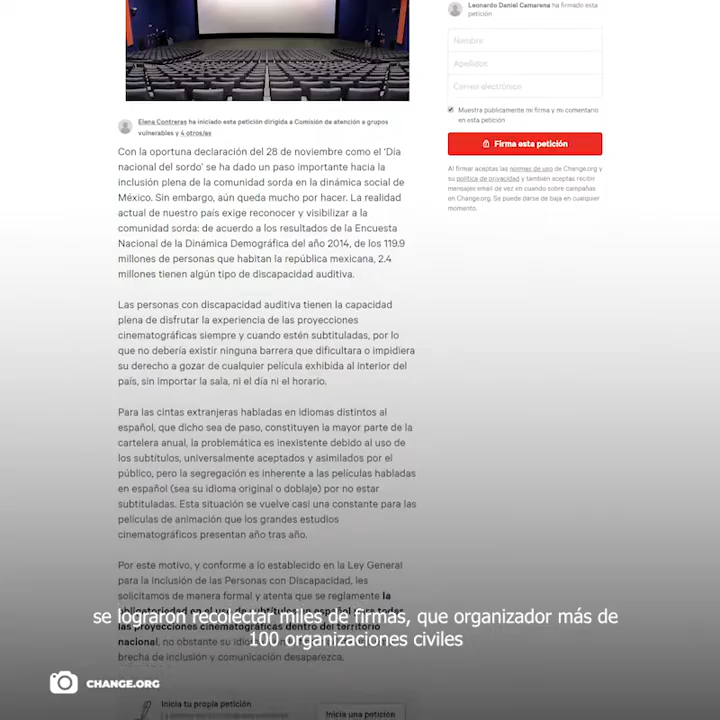 Leonardo Daniel Camarena ha firmado esta
petición
Nombre
Apellidos
Correo electrónico
Muestra públicamente mi firma y mi comentario
en esta petición
Firma esta petición
Al firmar aceptas las normas de uso de Change.org y
su política de privacidad y también aceptas recibir
mensajes email de vez en cuando sobre campañas
en Change.org. Se puede darse de baja en cualquier
momento.
Elena Contreras ha iniciado esta petición dirigida a Comisión de atención a grupos
vulnerables y 4 otros/as
Con la oportuna declaración del 28 de noviembre como el 'Día
nacional del sordo' se ha dado un paso importante hacia la
inclusión plena de la comunidad sorda en la dinámica social de
México. Sin embargo, aún queda mucho por hacer. La realidad
actual de nuestro país exige reconocer y visibilizar a la
comunidad sorda: de acuerdo a los resultados de la Encuesta
Nacional de la Dinámica Demográfica del año 2014, de los 119.9
millones de personas que habitan la república mexicana, 2.4
millones tienen algún tipo de discapacidad auditiva.
Las personas con discapacidad auditiva tienen la capacidad
plena de disfrutar la experiencia de las proyecciones
cinematográficas siempre y cuando estén subtituladas, por lo
que no debería existir ninguna barrera que dificultara o impidiera
su derecho a gozar de cualquier película exhibida al interior del
país, sin importar la sala, ni el día ni el horario.
Para las cintas extranjeras habladas en idiomas distintos al
español, que dicho sea de paso, constituyen la mayor parte de la
cartelera anual, la problemática es inexistente debido al uso de
los subtítulos, universalmente aceptados y asimilados por el
público, pero la segregación es inherente a las películas habladas
en español (sea su idioma original o doblaje) por no estar
subtituladas. Esta situación se vuelve casi una constante para las
películas de animación que los grandes estudios
cinematográficos presentan año tras año.
Por este motivo, y conforme a lo establecido en la Ley General
para la Inclusión de las Personas con Discapacidad, les
solicitamos de manera formal y atenta que se reglamente la
obligatoriedad en el uso de subtítulos en español para todas
las proyecciones cinematográficas dentro del territorio
nacional, no obstante su idioma
brecha de inclusión y comunicación desaparezca.
se lograron recolectar miles de firmas, que organizador más de
100 organizaciones civiles
CHANGE.ORG
Inicia tu propia petición
Inicia una petición